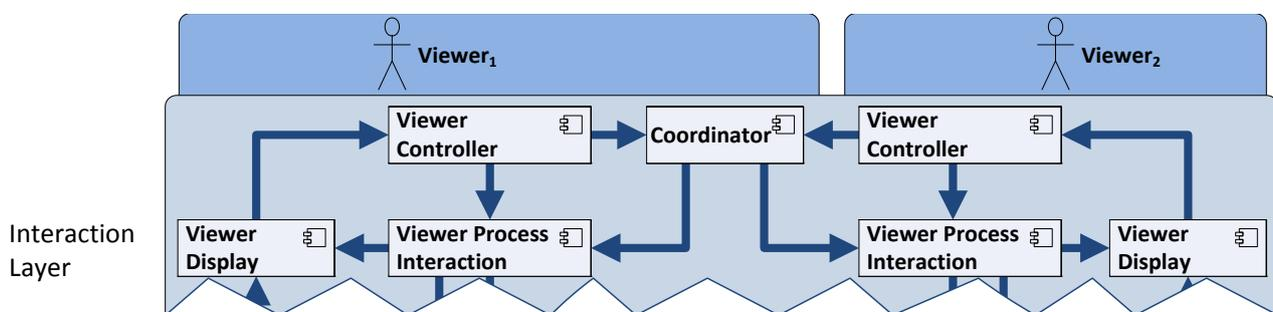 Viewer₁
Viewer₂
Viewer
Controller
Coordinator
Viewer
Controller
Interaction
Layer
Viewer
Display
Viewer Process
Interaction
Viewer Process
Interaction
Viewer
Display